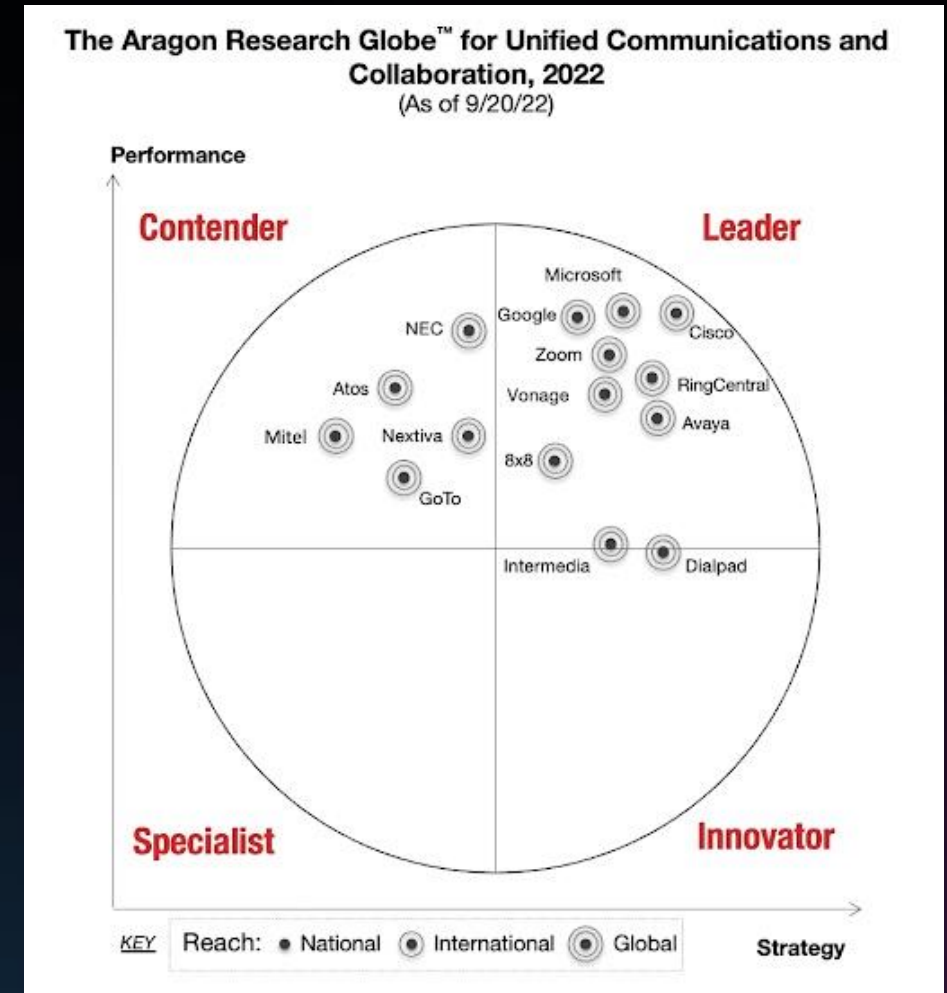 The Aragon Research Globe™ for Unified Communications and
Collaboration, 2022
(As of 9/20/22)
Performance
Contender
Leader
Microsoft
Google
Cisco
NEC
Zoom
RingCentral
Atos
Vonage
Avaya
Mitel
Nextiva
8x8
GoTo
Intermedia
Dialpad
Specialist
Innovator
KEY Reach: National International Global
Strategy